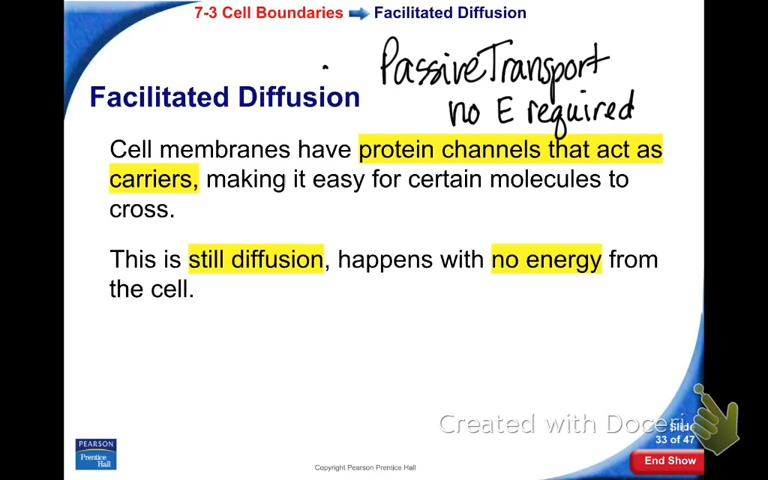 7-3 Cell Boundaries Facilitated Diffusion
Passive Transport
no E required
Facilitated Diffusion
Cell membranes have protein channels that act as
carriers, making it easy for certain molecules to
cross.
This is still diffusion, happens with no energy from
the cell.
Created with Doceri
Slide
33 of 47
End Show
PEARSON
Prentice
Hall
Copyright Pearson Prentice Hall